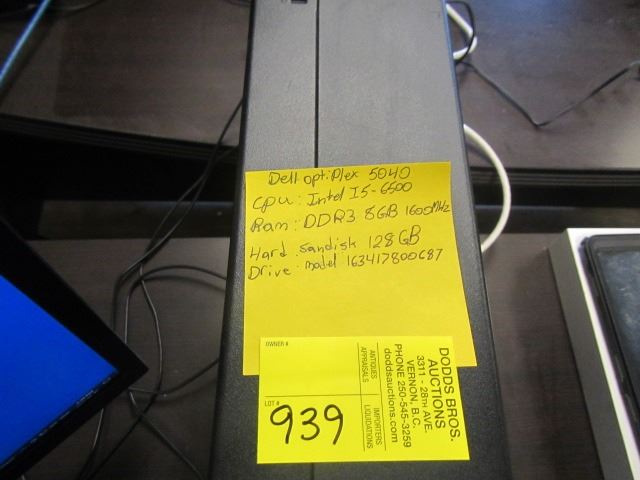 Dell optiplex 5040
Cpu: Intel I5-6500
Ram: DDR3 8GB 1600MHz
Hard Sandisk 128GB
Drive: model 163417800687
OWNER #
LOT #
939
ANTIQUES
APPRAISALS
IMPORTERS
LIQUIDATIONS
DODDS BROS.
AUCTIONS
3311 - 28TH AVE.
VERNON, B.C.
PHONE 250-545-3259
doddsauctions.com